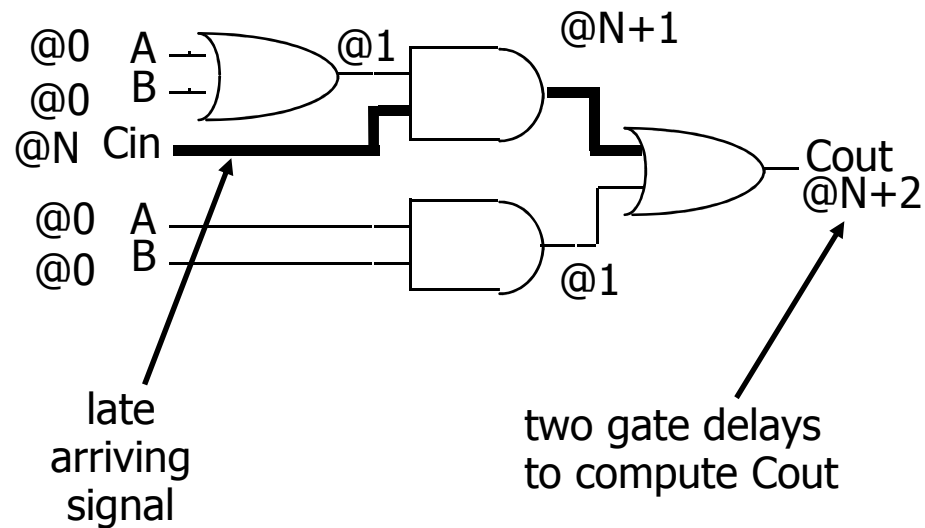 @N+1
@0 A @1
@0 B
@N Cin
Cout
@N+2
@0 A
@0 B
@1
late
arriving
signal
two gate delays
to compute Cout